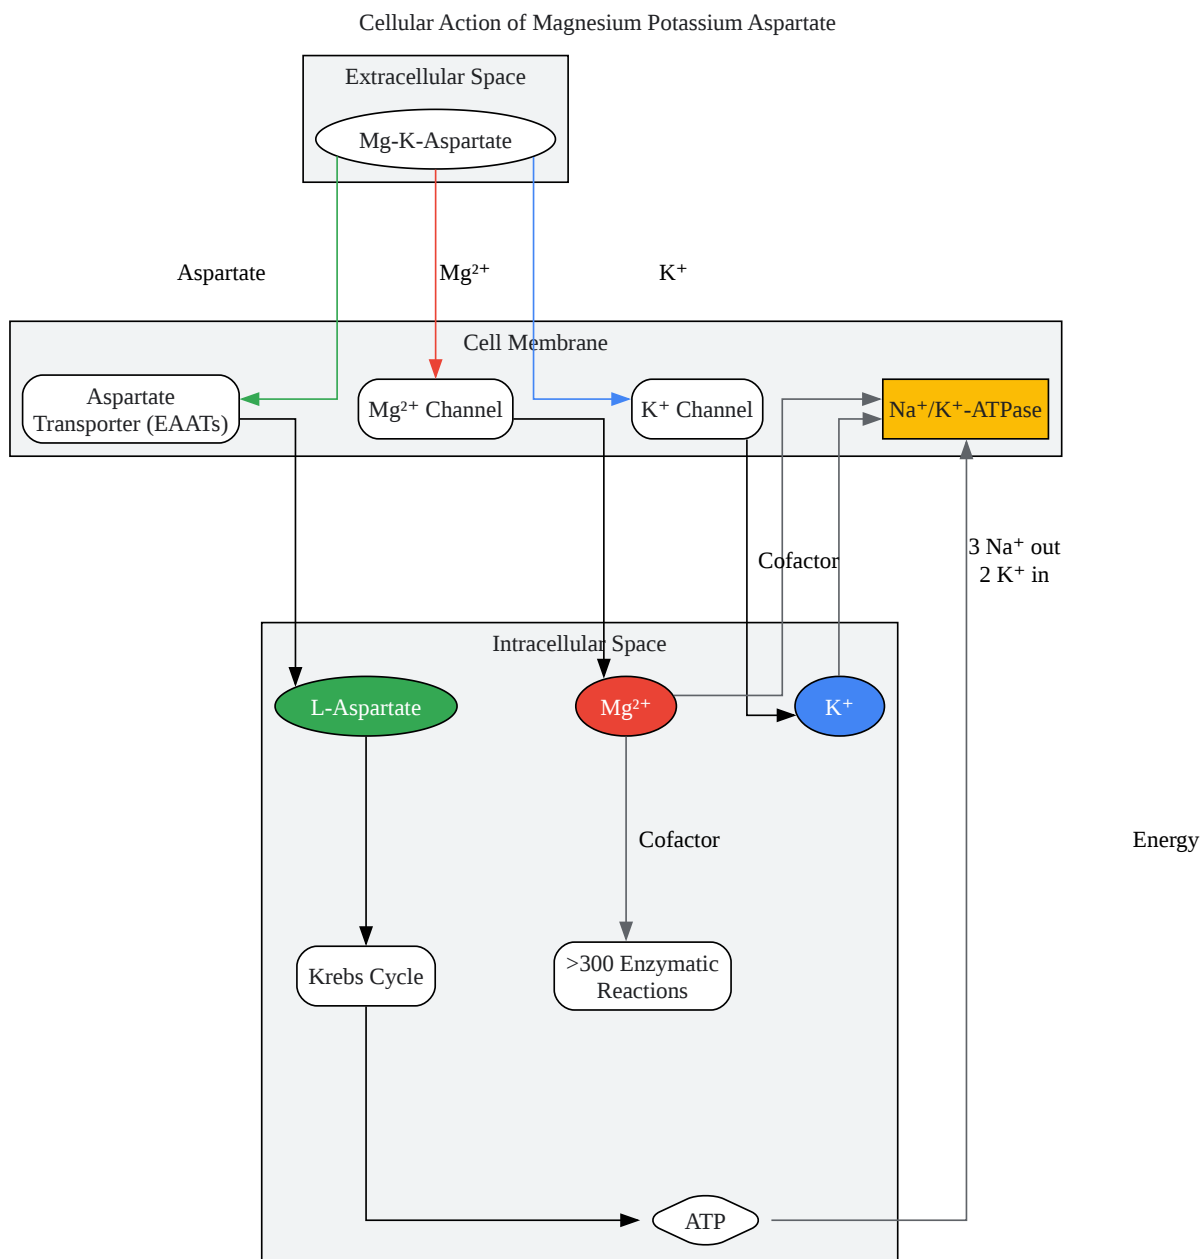 Cellular Action of Magnesium Potassium Aspartate
Extracellular Space
Mg-K-Aspartate
Aspartate
Mg²⁺
K⁺
Cell Membrane
Aspartate
Transporter (EAATs)
Mg²⁺ Channel
K⁺ Channel
Na⁺/K⁺-ATPase
Cofactor
3 Na⁺ out
2 K⁺ in
Intracellular Space
L-Aspartate
Mg²⁺
K⁺
Cofactor
Energy
Krebs Cycle
>300 Enzymatic
Reactions
ATP